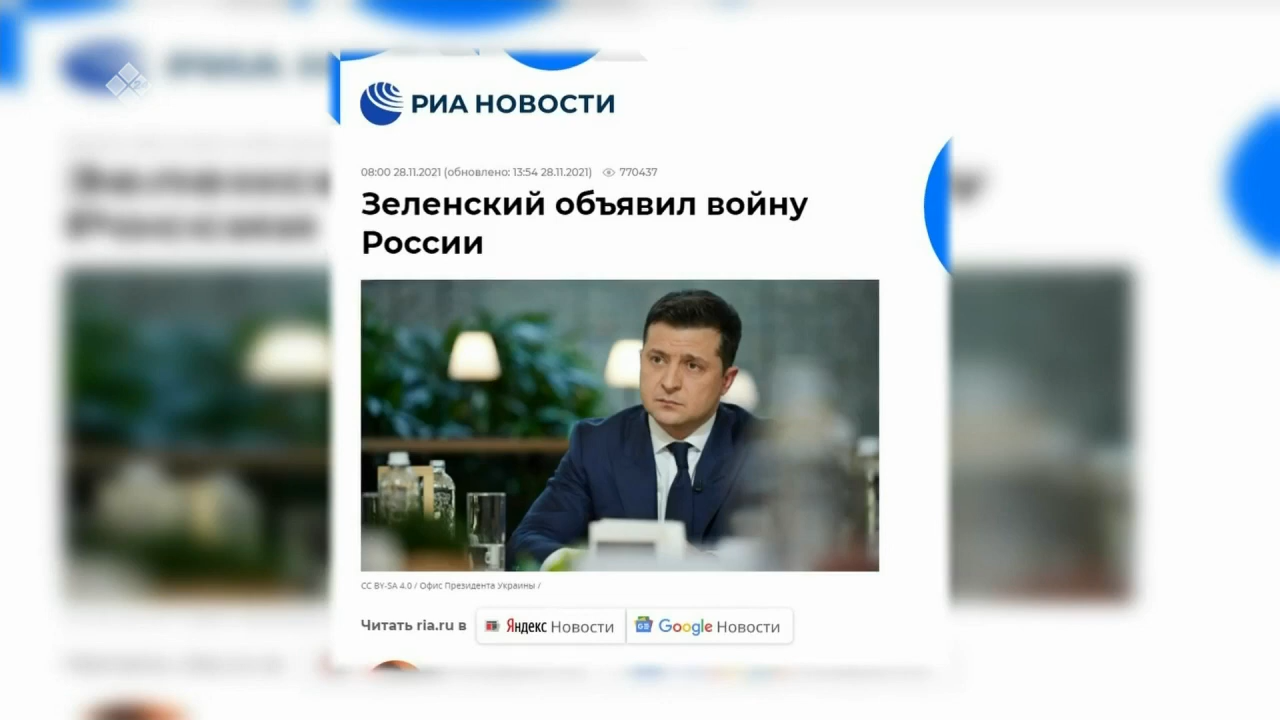 РИА НОВОСТИ
08:00 28.11.2021 (обновлено: 13:54 28.11.2021) 770437
Зеленский объявил войну
России
CC BY-SA 4.0 / Офис Президента Украины /
Читать ria.ru в Яндекс Новости Google Новости